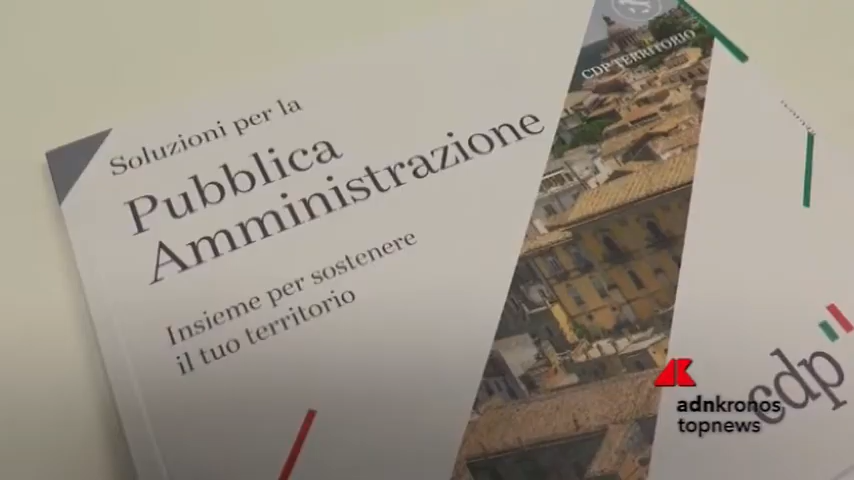 Soluzioni per la
Pubblica
Amministrazione
Insieme per sostenere
il tuo territorio
CDP TERRITORIO
cdp
adnkronos
topnews